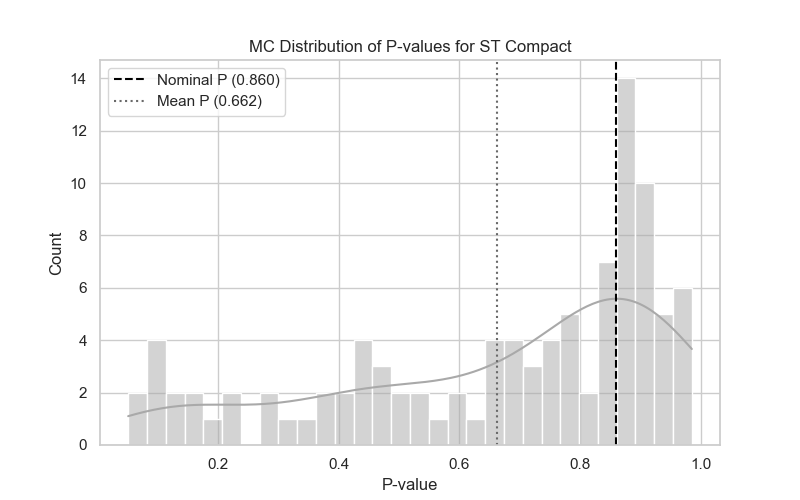 MC Distribution of P-values for ST Compact
Nominal P (0.860)
Mean P (0.662)
14
12
10
8
6
4
2
0
Count
0.2 0.4 0.6 0.8 1.0
P-value